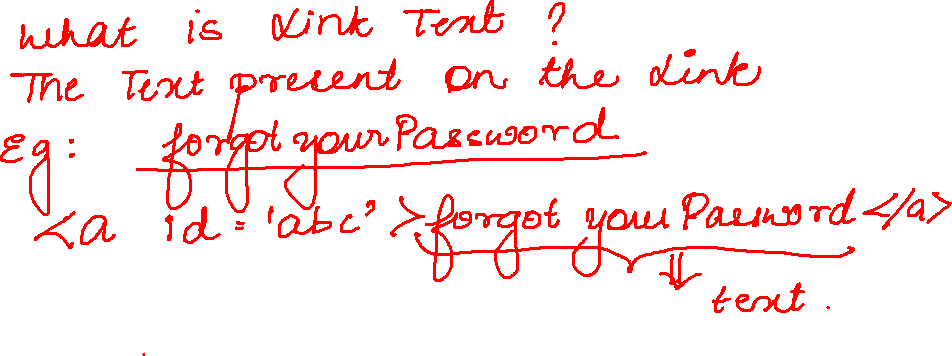 What is Link Text ?
The Text present on the Link
Eg : forgot your Password
<a id = 'abc' > forgot your Password </a>
text .